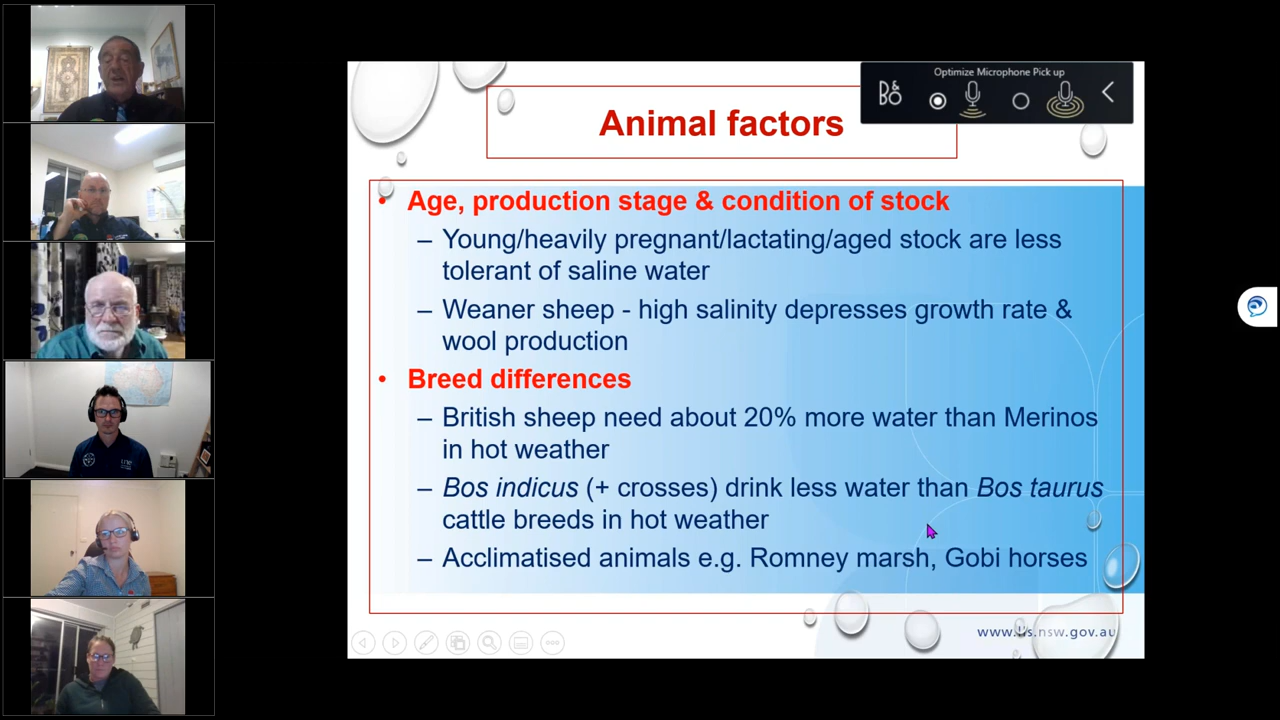 Optimize Microphone Pick up
Animal factors
• Age, production stage & condition of stock
– Young/heavily pregnant/lactating/aged stock are less
tolerant of saline water
– Weaner sheep - high salinity depresses growth rate &
wool production
• Breed differences
– British sheep need about 20% more water than Merinos
in hot weather
– Bos indicus (+ crosses) drink less water than Bos taurus
cattle breeds in hot weather
– Acclimatised animals e.g. Romney marsh, Gobi horses